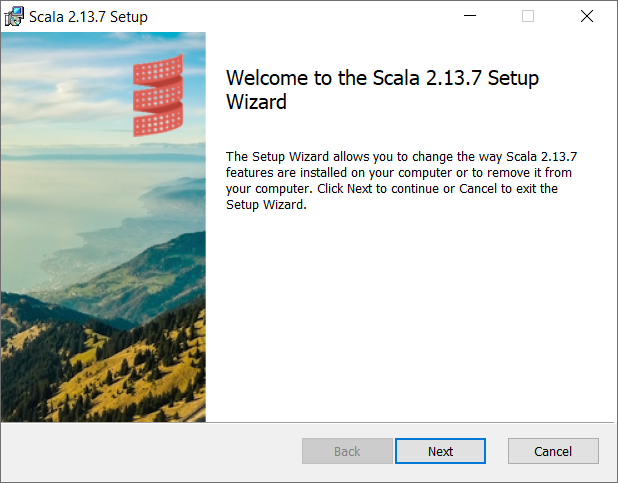 Scala 2.13.7 Setup
Welcome to the Scala 2.13.7 Setup
Wizard
The Setup Wizard allows you to change the way Scala 2.13.7
features are installed on your computer or to remove it from
your computer. Click Next to continue or Cancel to exit the
Setup Wizard.
Back Next Cancel